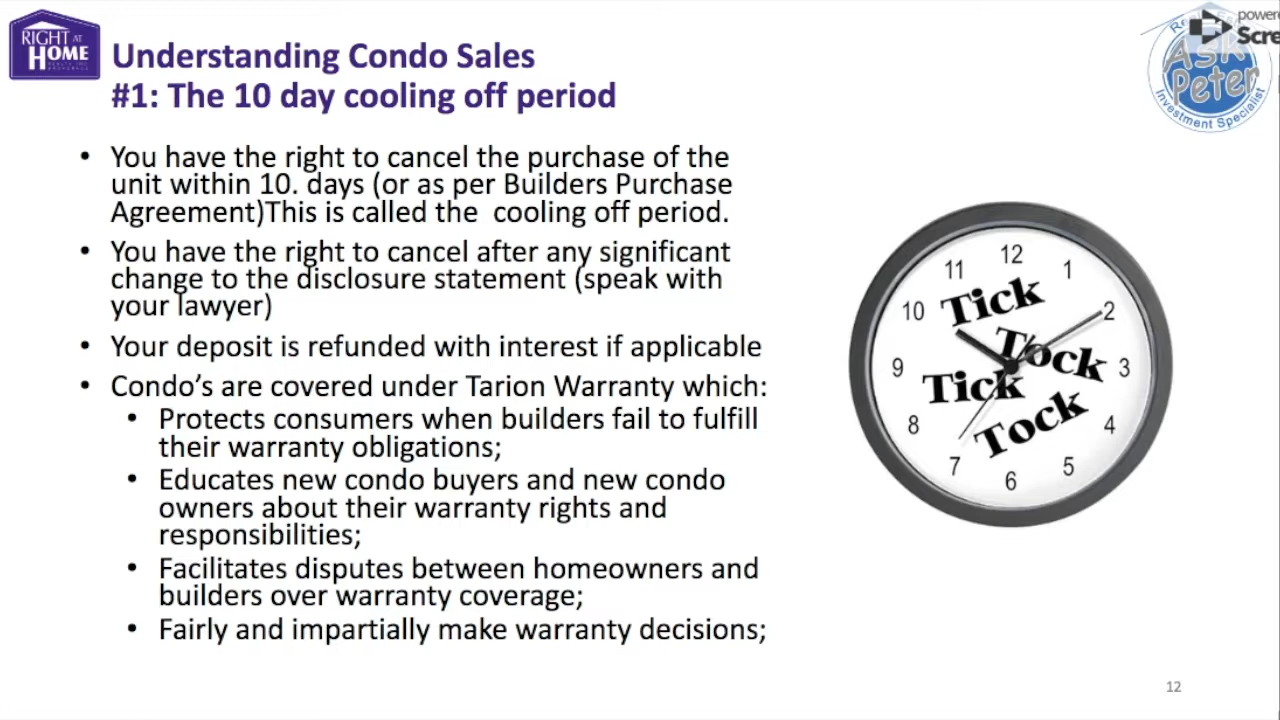 RIGHT AT
HOME
Understanding Condo Sales
#1: The 10 day cooling off period
powere
Scre
Ask
Peter
Investment Specialist
• You have the right to cancel the purchase of the
unit within 10. days (or as per Builders Purchase
Agreement)This is called the cooling off period.
• You have the right to cancel after any significant
change to the disclosure statement (speak with
your lawyer)
• Your deposit is refunded with interest if applicable
• Condo's are covered under Tarion Warranty which:
• Protects consumers when builders fail to fulfill
their warranty obligations;
• Educates new condo buyers and new condo
owners about their warranty rights and
responsibilities;
• Facilitates disputes between homeowners and
builders over warranty coverage;
• Fairly and impartially make warranty decisions;
12
11
1
10
2
9
3
8
4
7
5
6
Tick
Tock
Tick
Tock
12